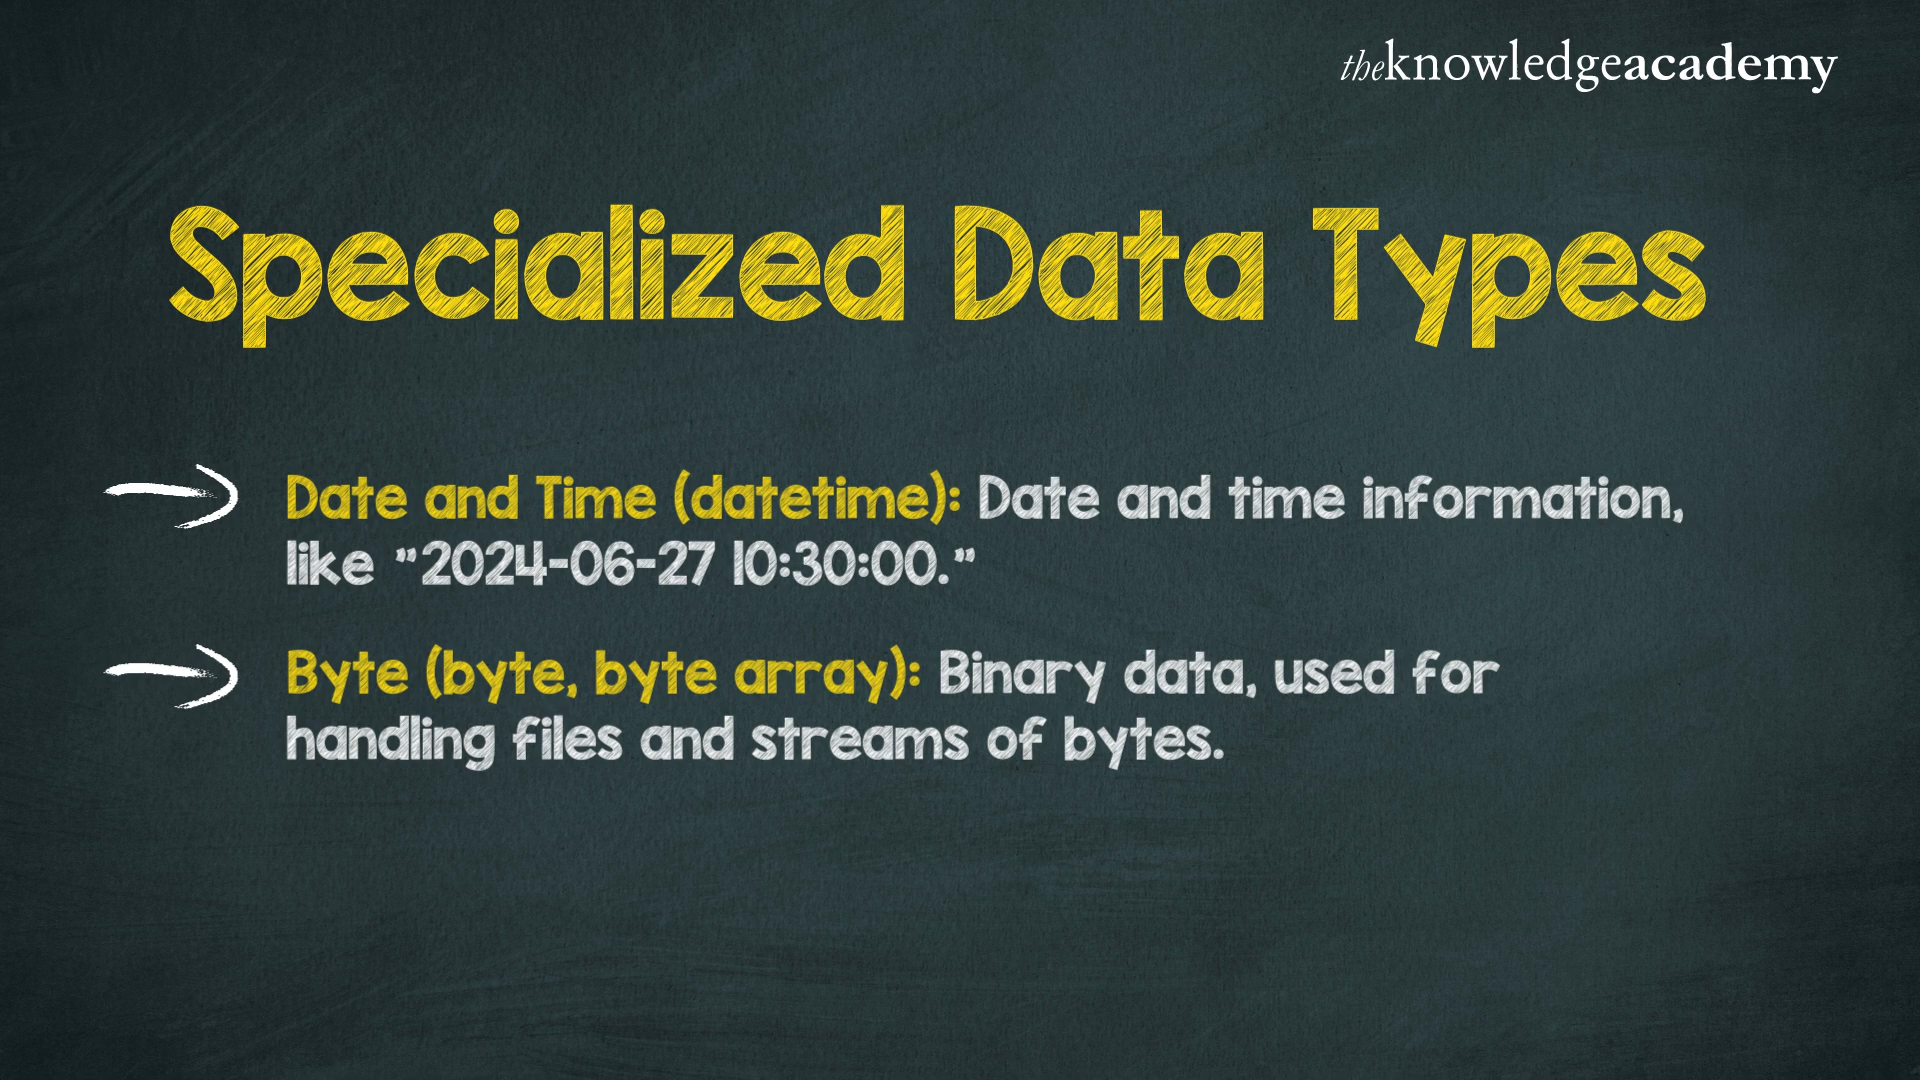 theknowledgeacademy
Specialized Data Types
Date and Time (datetime): Date and time information,
like "2024-06-27 10:30:00."
Byte (byte, byte array): Binary data, used for
handling files and streams of bytes.